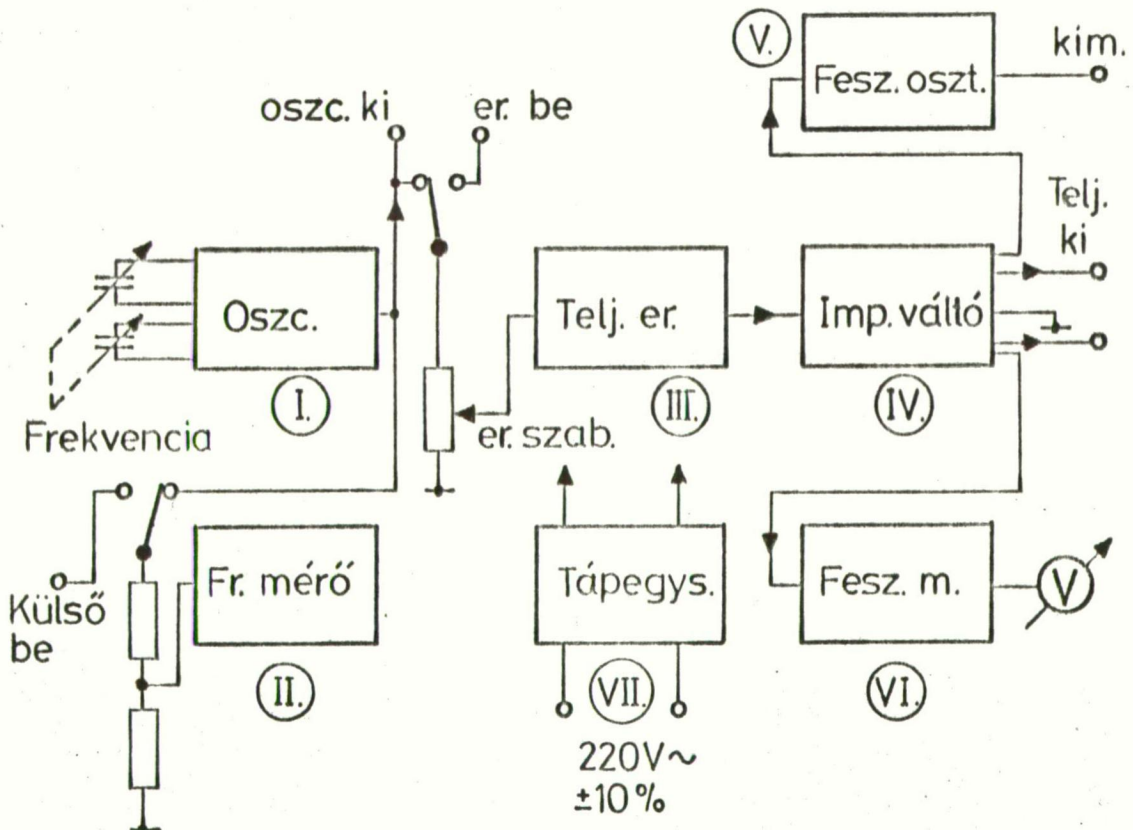 V.
Fesz. oszt.
kim.
oszc. ki
er. be
Telj.
ki
Oszc.
I.
Telj. er.
III.
Imp. váltó
IV.
er. szab.
Frekvencia
Külső
be
Fr. mérő
II.
Tápegys.
VII.
220V~
±10%
Fesz. m.
VI.
V